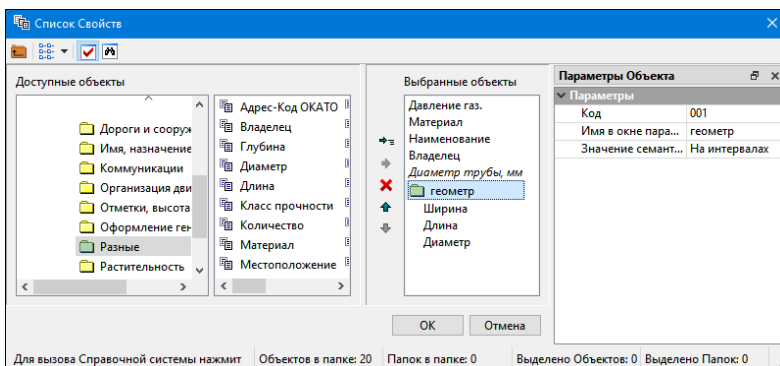 Список Свойств
Доступные объекты
Дороги и сооруж
Имя, назначение
Коммуникации
Организация дви
Отметки, высота
Оформление ген
Разные
Растительность
Адрес-Код ОКАТО
Владелец
Глубина
Диаметр
Длина
Класс прочности
Количество
Материал
Местоположение
Выбранные объекты
Давление газ.
Материал
Наименование
Владелец
Диаметр трубы, мм
геометр
Ширина
Длина
Диаметр
Параметры Объекта
Параметры
Код 001
Имя в окне пара... геометр
Значение семант... На интервалах
ОК Отмена
Для вызова Справочной системы нажмит Объектов в папке: 20 Папок в папке: 0 Выделено Объектов: 0 Выделено Папок: 0